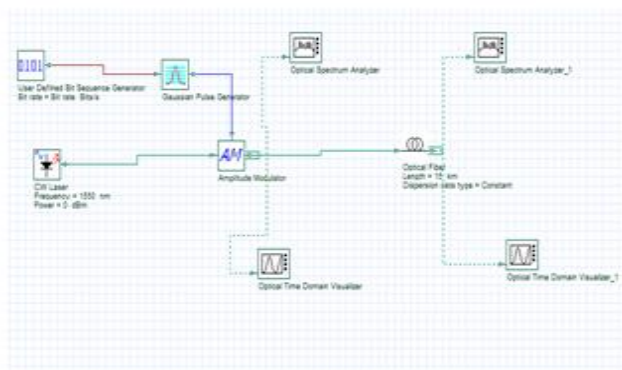 Optical Spectrum Analyzer
Optical Spectrum Analyzer_1
0101
User Defined Bit Sequence Generator
Bit rate = Bit rate Bits/s
Gaussian Pulse Generator
AM
Amplitude Modulator
CW Laser
Frequency = 1550 nm
Power = 0 dBm
Optical Fiber
Length = 15 km
Dispersion data type = Constant
Optical Time Domain Visualizer
Optical Time Domain Visualizer_1